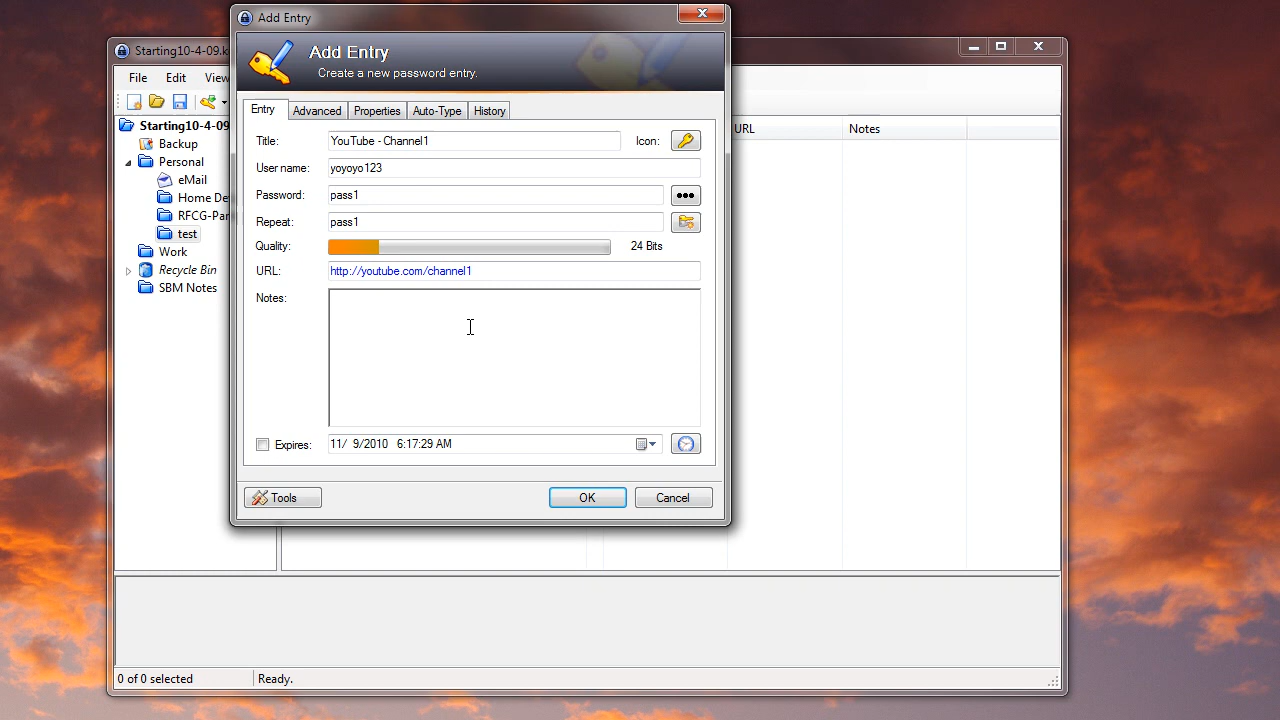 Add Entry
Starting10-4-09.k
Add Entry
Create a new password entry.
File Edit View
Entry Advanced Properties Auto-Type History
Starting10-4-09
Backup
Personal
eMail
Home De
RFCG-Par
test
Work
Recycle Bin
SBM Notes
Title: YouTube - Channel1 Icon:
User name: yoyoyo123
Password: pass1
Repeat: pass1
Quality: 24 Bits
URL: http://youtube.com/channel1
Notes:
Expires: 11/ 9/2010 6:17:29 AM
Tools OK Cancel
URL Notes
0 of 0 selected Ready.